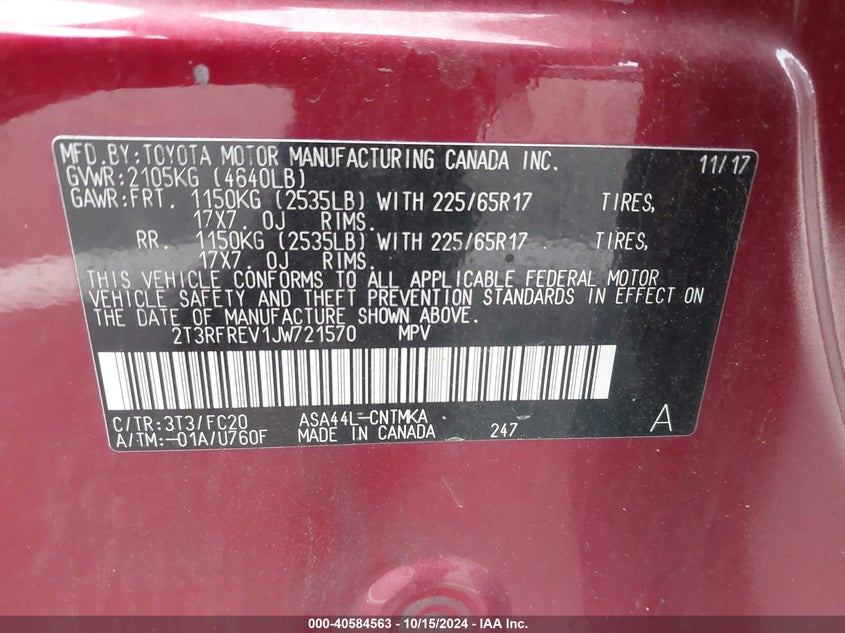 MFD.BY:TOYOTA MOTOR MANUFACTURING CANADA INC. 11/17
GVWR:2105KG (4640LB)
GAWR:FRT. 1150KG (2535LB) WITH 225/65R17 TIRES,
17X7.0J RIMS.
RR. 1150KG (2535LB) WITH 225/65R17 TIRES,
17X7.0J RIMS.
THIS VEHICLE CONFORMS TO ALL APPLICABLE FEDERAL MOTOR
VEHICLE SAFETY AND THEFT PREVENTION STANDARDS IN EFFECT ON
THE DATE OF MANUFACTURE SHOWN ABOVE.
2T3RFREV1JW721570 MPV
C/TR:3T3/FC20 ASA44L-CNTMKA A
A/TM:-01A/U760F MADE IN CANADA 247
000-40584563 - 10/15/2024 - IAA Inc.